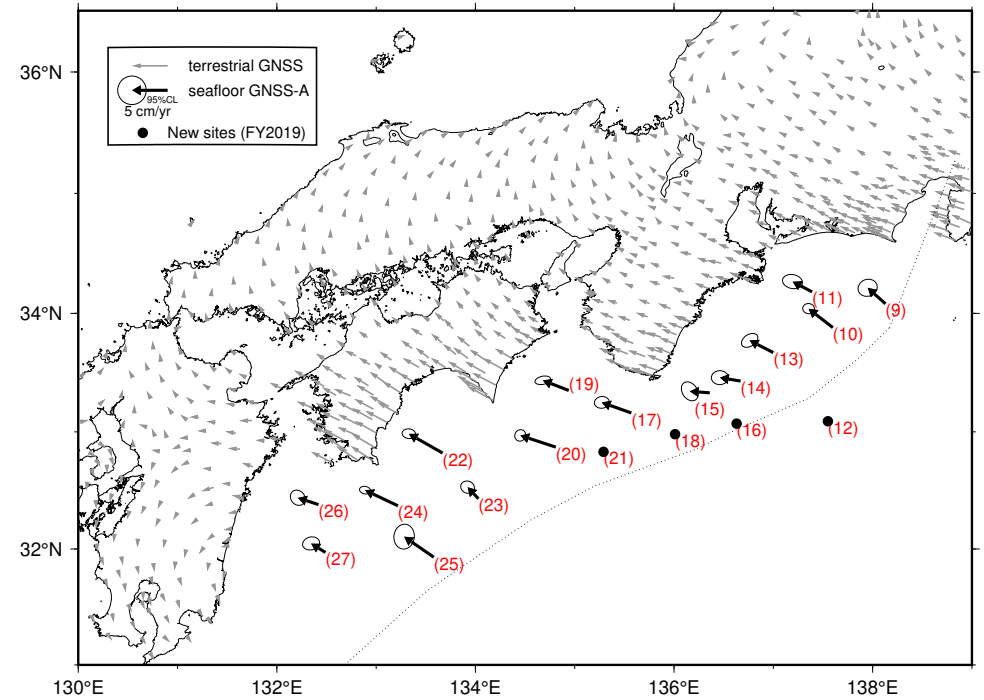 36°N
34°N
32°N
130°E
132°E
134°E
136°E
138°E
terrestrial GNSS
seafloor GNSS-A
95%CL
5 cm/yr
New sites (FY2019)
(9)
(11)
(10)
(13)
(14)
(15)
(19)
(17)
(16)
(12)
(18)
(20)
(21)
(22)
(23)
(24)
(26)
(25)
(27)